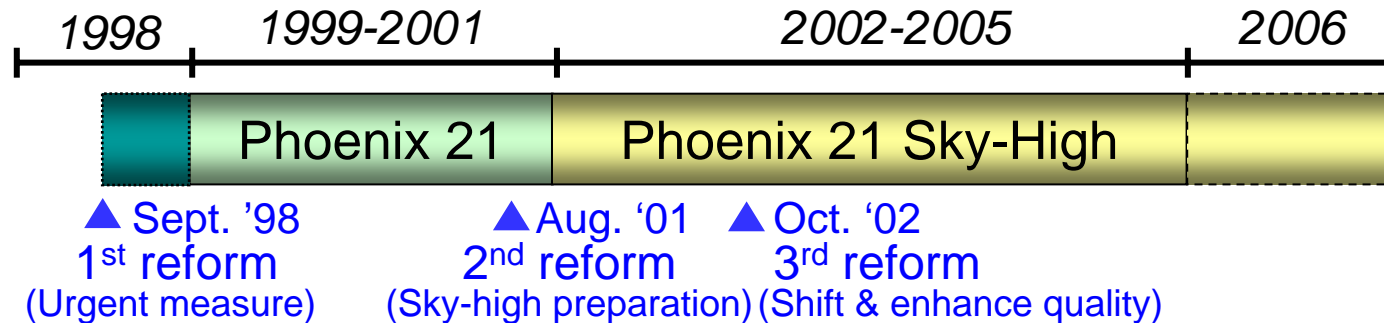 1998 1999-2001 2002-2005 2006
Phoenix 21 Phoenix 21 Sky-High
Sept. ’98 Aug. ‘01 Oct. ‘02
1st reform 2nd reform 3rd reform
(Urgent measure) (Sky-high preparation) (Shift & enhance quality)